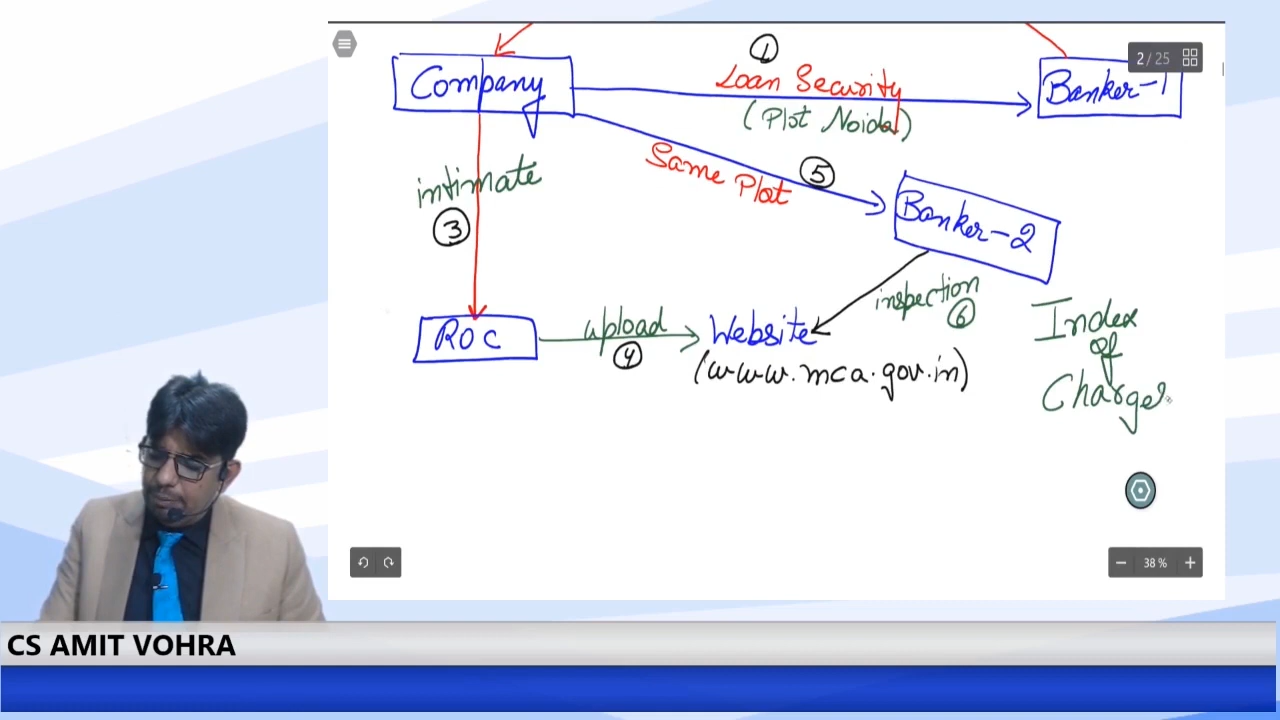 ①
2 / 25
Company
Loan Security
Banker-1
(Plot Noida)
intimate
Same Plot
⑤
③
Banker-2
inspection
⑥
Index
of
Charges
ROC
upload
④
Website
(www.mca.gov.in)
38 %
CS AMIT VOHRA